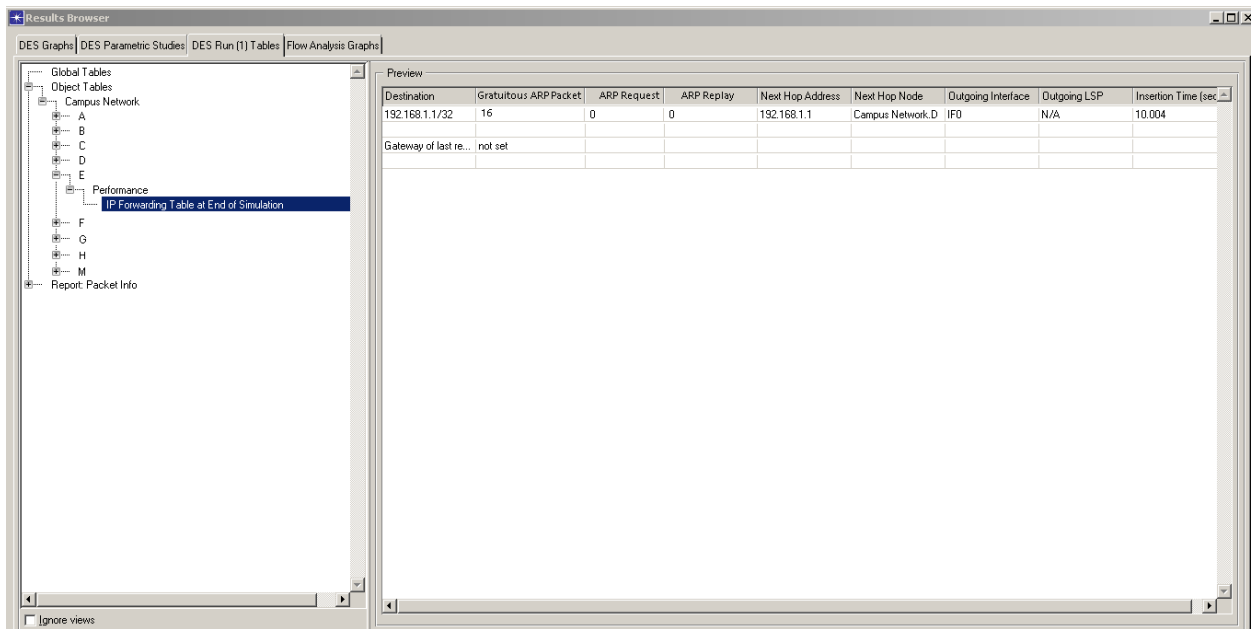 Results Browser
DES Graphs DES Parametric Studies DES Run (1) Tables Flow Analysis Graphs
Global Tables
Object Tables
Campus Network
A
B
C
D
E
Performance
IP Forwarding Table at End of Simulation
F
G
H
M
Report: Packet Info
Ignore views
Preview
Destination Gratuitous ARP Packet ARP Request ARP Replay Next Hop Address Next Hop Node Outgoing Interface Outgoing LSP Insertion Time (sec
192.168.1.1/32 16 0 0 192.168.1.1 Campus Network.D IF0 N/A 10.004
Gateway of last re... not set